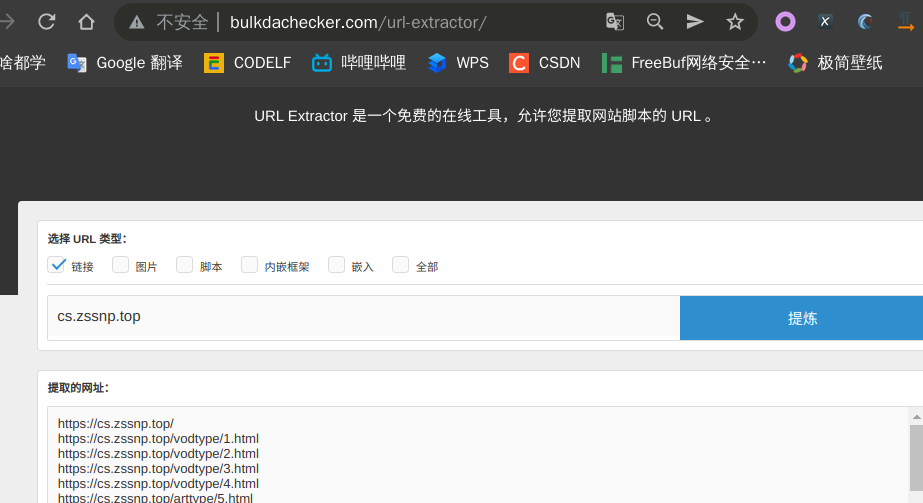 不安全 bulkdachecker.com/url-extractor/
啥都学 Google 翻译 CODELF 哔哩哔哩 WPS CSDN FreeBuf网络安全… 极简壁纸
URL Extractor 是一个免费的在线工具，允许您提取网站脚本的 URL 。
选择 URL 类型：
链接 图片 脚本 内嵌框架 嵌入 全部
cs.zssnp.top 提炼
提取的网址：
https://cs.zssnp.top/
https://cs.zssnp.top/vodtype/1.html
https://cs.zssnp.top/vodtype/2.html
https://cs.zssnp.top/vodtype/3.html
https://cs.zssnp.top/vodtype/4.html
https://cs.zssnp.top/arttype/5.html